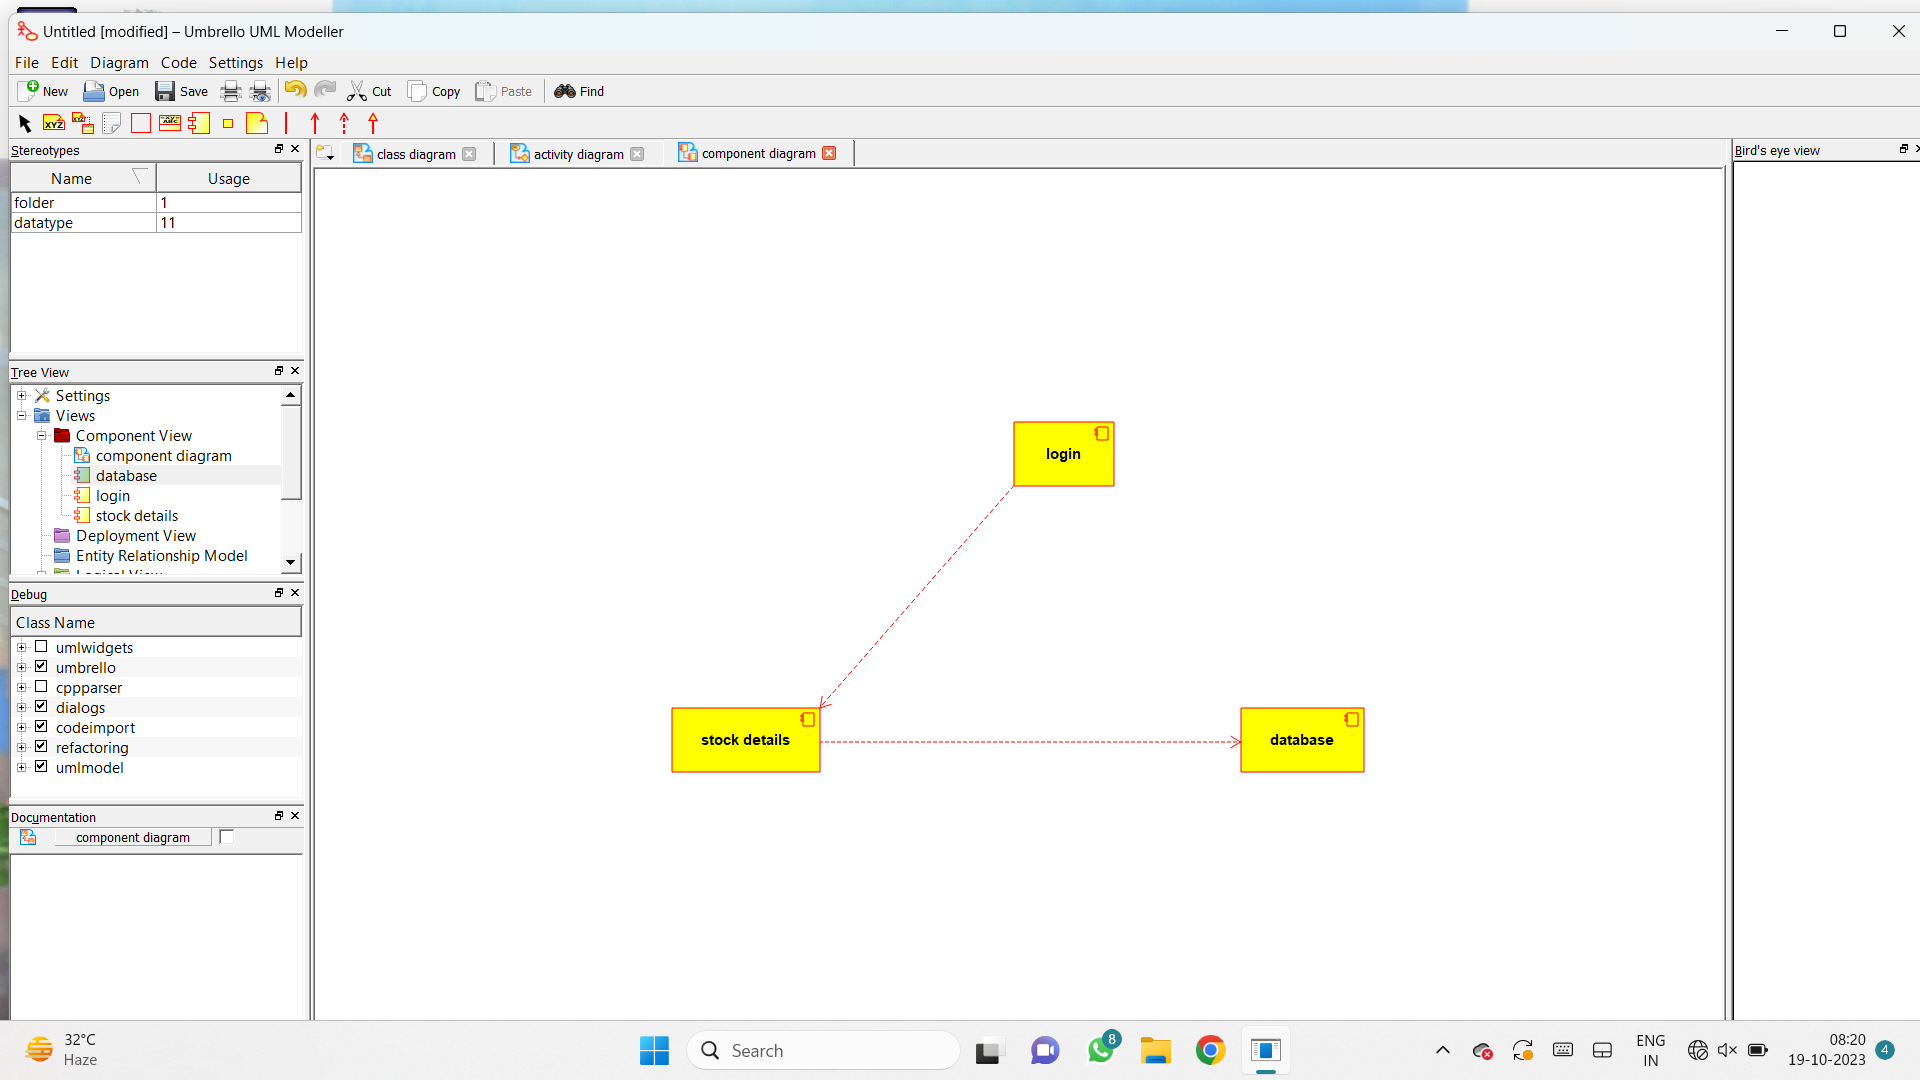 Untitled [modified] – Umbrello UML Modeller
File Edit Diagram Code Settings Help
New Open Save Cut Copy Paste Find
XYZ
Stereotypes
Name Usage
folder 1
datatype 11
class diagram
activity diagram
component diagram
Bird's eye view
Tree View
Settings
Views
Component View
component diagram
database
login
stock details
Deployment View
Entity Relationship Model
Logical View
Debug
Class Name
umlwidgets
umbrello
cppparser
dialogs
codeimport
refactoring
umlmodel
Documentation
component diagram
login
stock details
database
32°C
Haze
Search
8
ENG
IN
08:20
19-10-2023
4